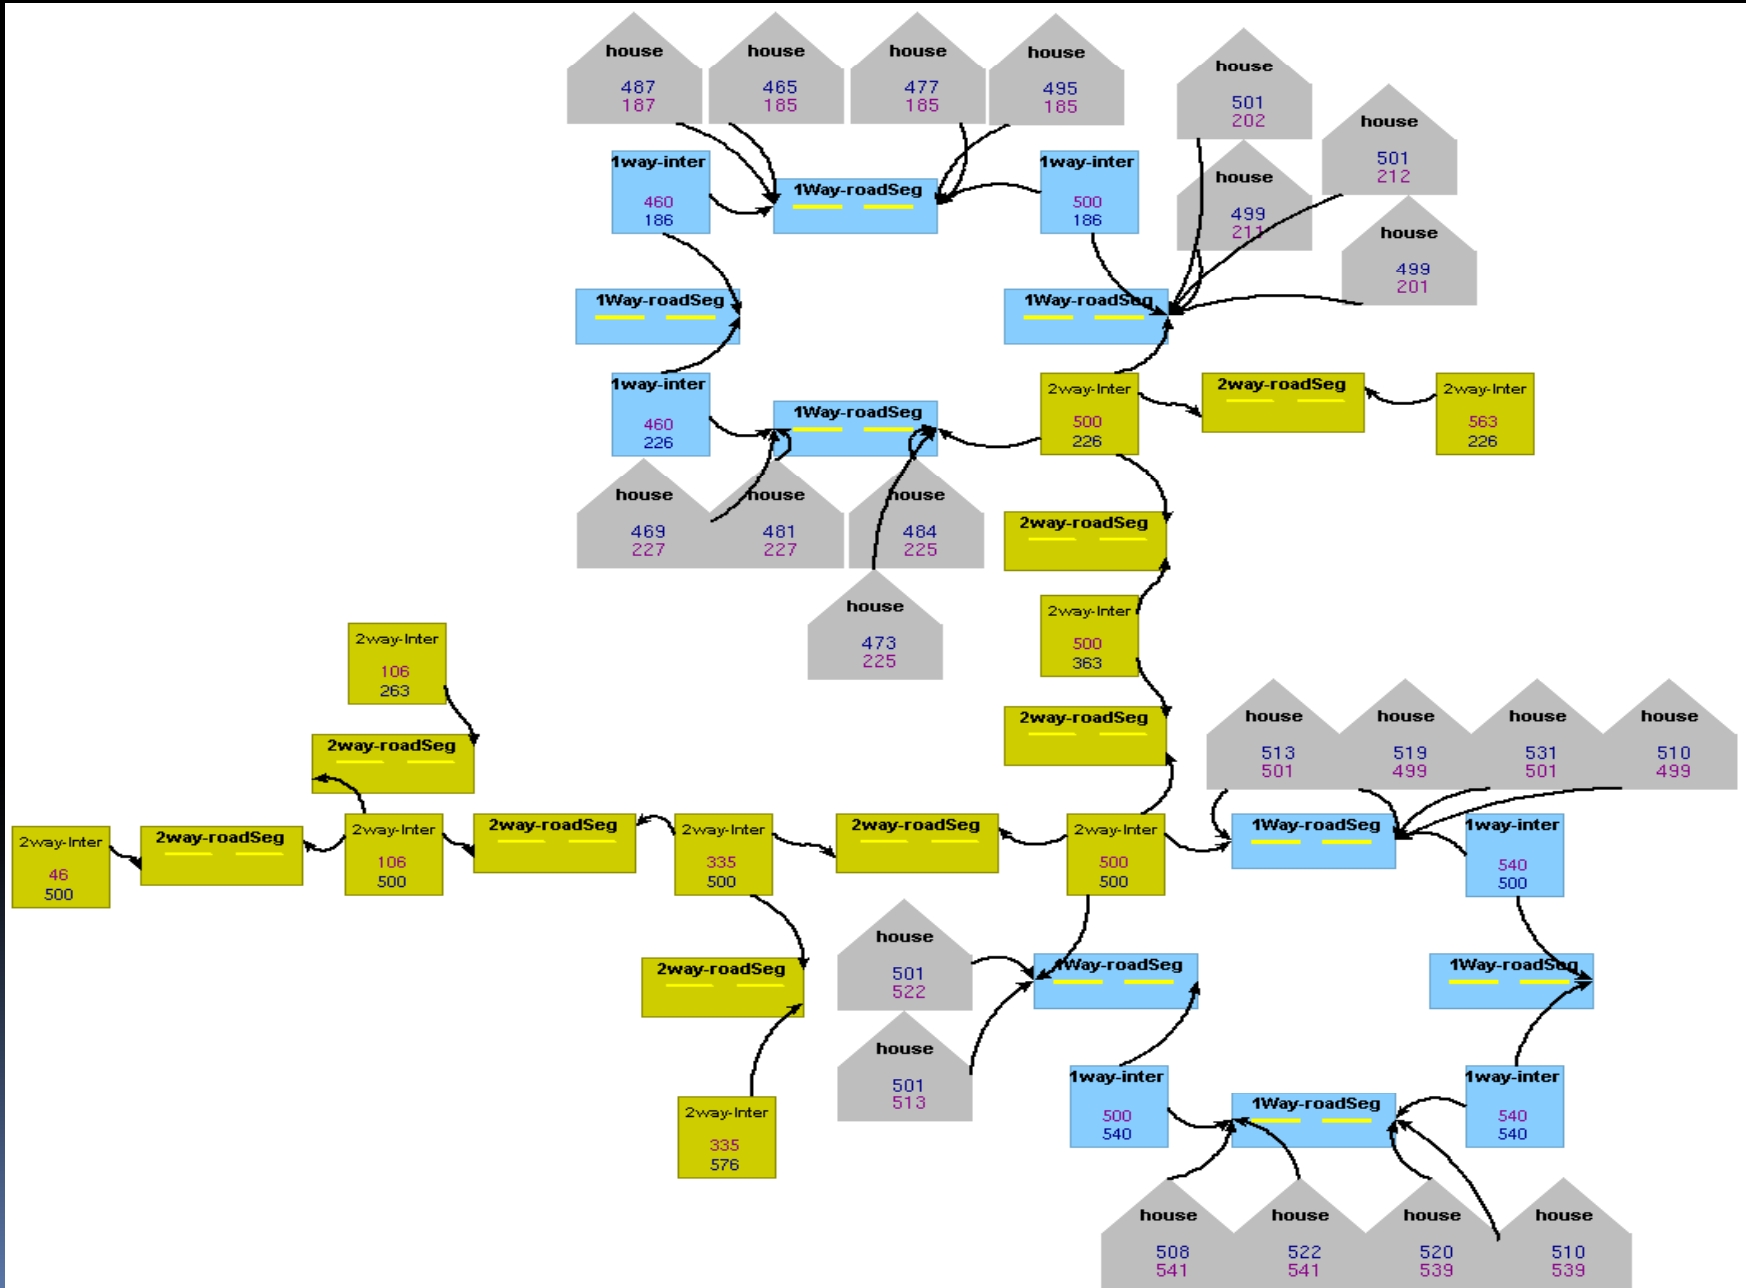 house
487
187
house
465
185
house
477
185
house
495
185
house
501
202
house
501
212
1way-inter
460
186
1Way-roadSeg
1way-inter
500
186
house
499
211
house
499
201
1Way-roadSeg
1Way-roadSeg
1way-inter
460
226
1Way-roadSeg
2way-Inter
500
226
2way-roadSeg
2way-Inter
563
226
house
469
227
house
481
227
house
484
225
2way-roadSeg
house
473
225
2way-Inter
500
363
2way-Inter
106
263
2way-roadSeg
house
513
501
house
519
499
house
531
501
house
510
499
2way-roadSeg
2way-Inter
46
500
2way-roadSeg
2way-Inter
106
500
2way-roadSeg
2way-Inter
335
500
2way-roadSeg
2way-Inter
500
500
1Way-roadSeg
1way-inter
540
500
house
501
522
1Way-roadSeg
1Way-roadSeg
2way-roadSeg
house
501
513
1way-inter
500
540
1Way-roadSeg
1way-inter
540
540
2way-Inter
335
576
house
508
541
house
522
541
house
520
539
house
510
539